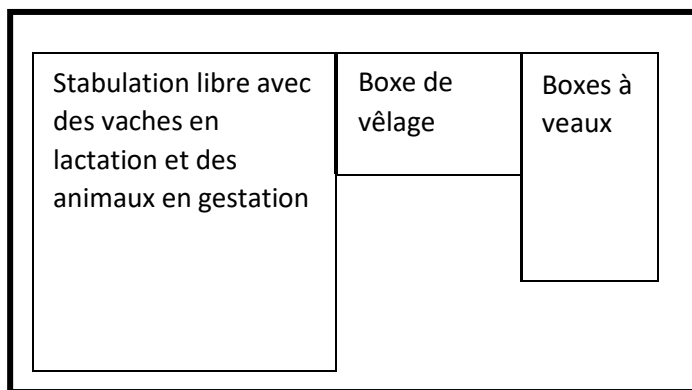 Stabulation libre avec
des vaches en
lactation et des
animaux en gestation
Boxe de
vêlage
Boxes à
veaux